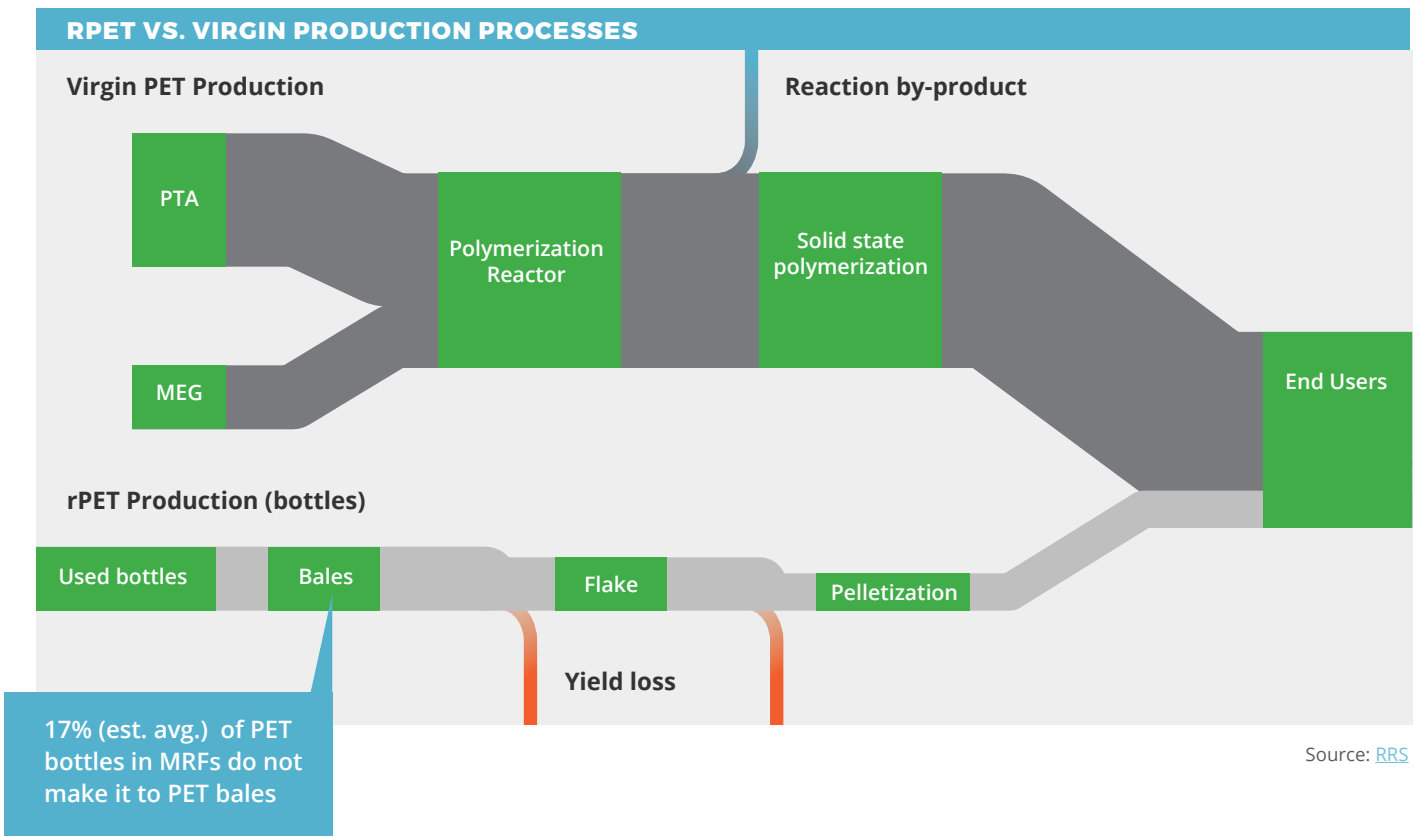 RPET VS. VIRGIN PRODUCTION PROCESSES
Virgin PET Production
Reaction by-product
PTA
Polymerization
Reactor
Solid state
polymerization
MEG
End Users
rPET Production (bottles)
Used bottles
Bales
Flake
Pelletization
Yield loss
17% (est. avg.) of PET
bottles in MRFs do not
make it to PET bales
Source: RRS